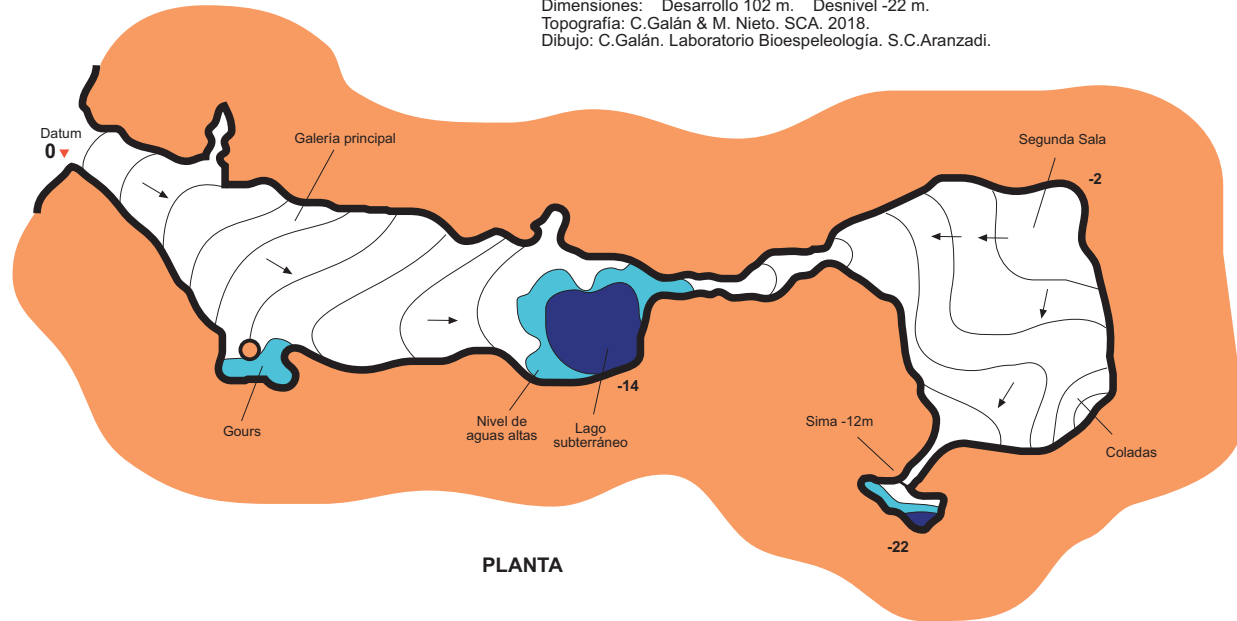 Dimensiones: Desarrollo 102 m. Desnivel -22 m.
Topografía: C.Galán & M. Nieto. SCA. 2018.
Dibujo: C.Galán. Laboratorio Bioespeleología. S.C.Aranzadi.
Datum
0
Galería principal
Segunda Sala
-2
-14
Gours
Nivel de
aguas altas
Lago
subterráneo
Sima -12m
Coladas
-22
PLANTA